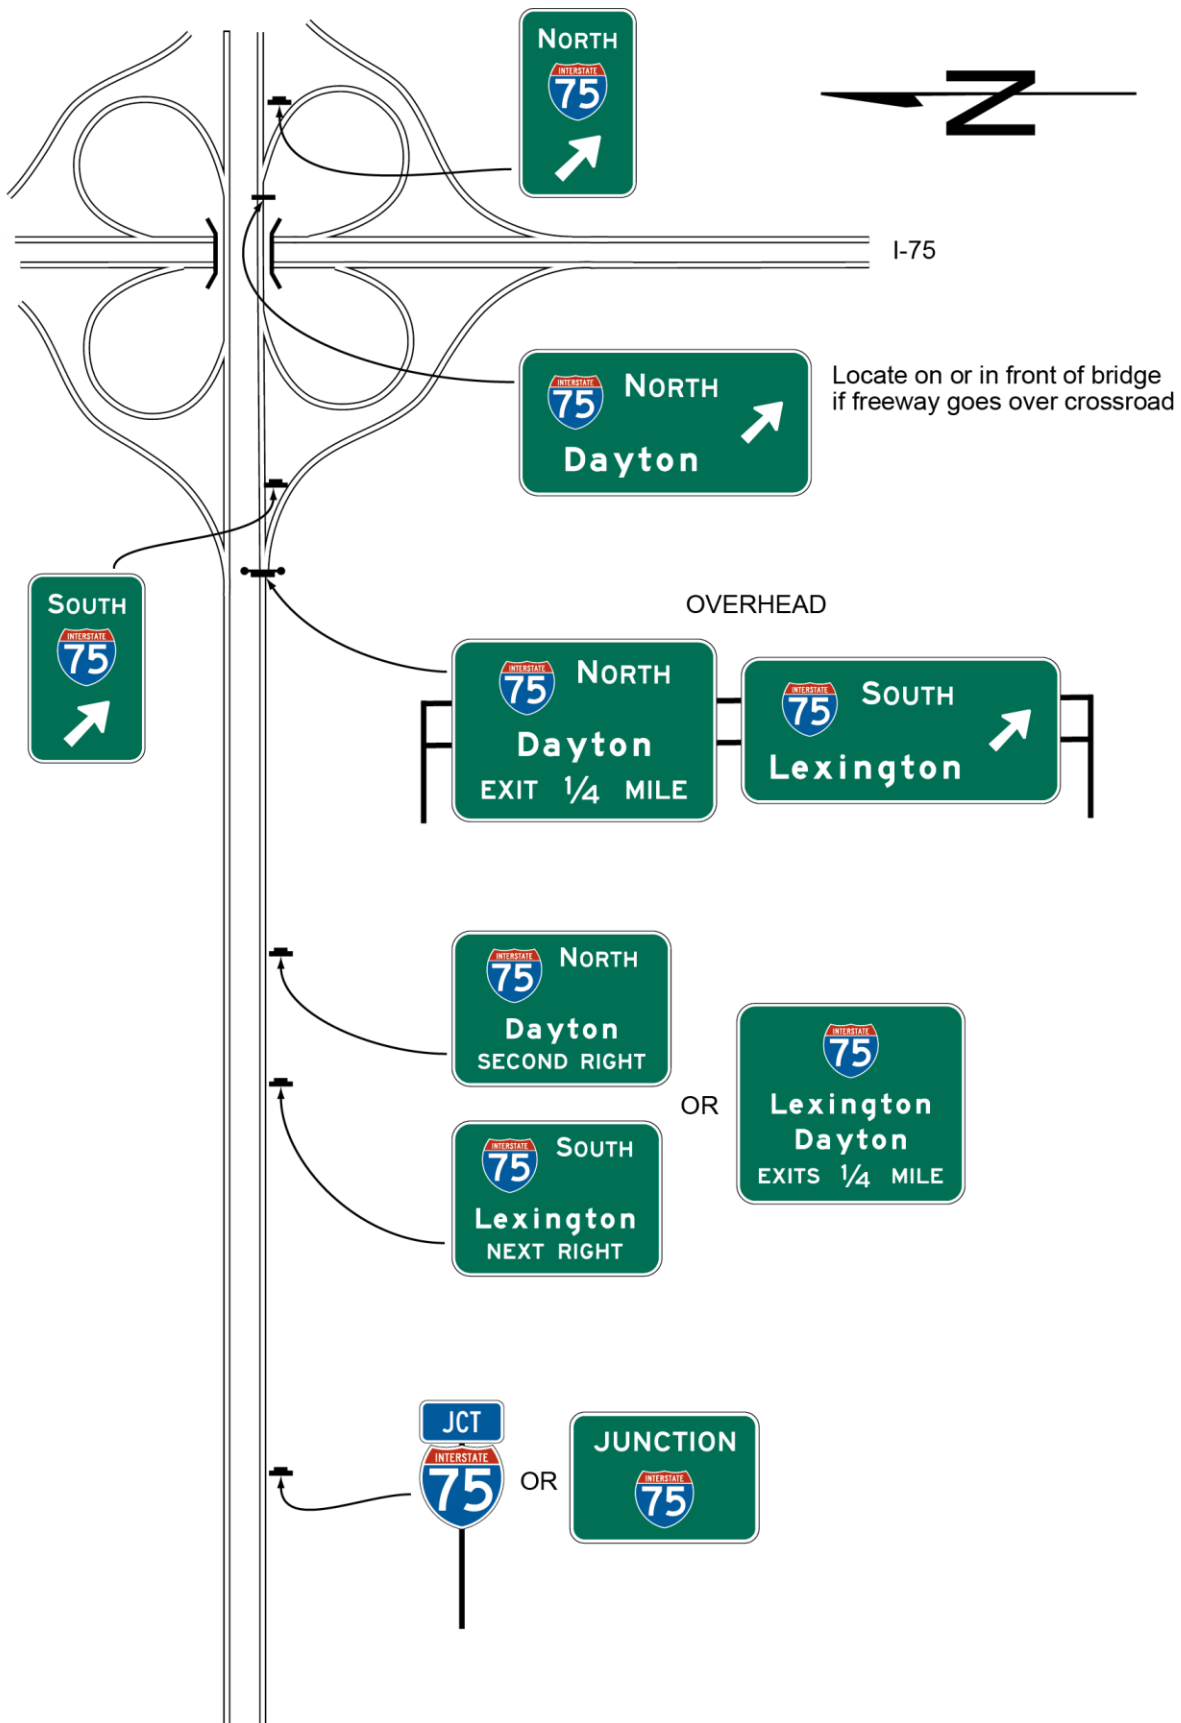 NORTH
INTERSTATE
75
N
I-75
INTERSTATE
75
NORTH
Dayton
Locate on or in front of bridge
if freeway goes over crossroad
SOUTH
INTERSTATE
75
OVERHEAD
INTERSTATE
75
NORTH
Dayton
EXIT 1/4 MILE
INTERSTATE
75
SOUTH
Lexington
INTERSTATE
75
NORTH
Dayton
SECOND RIGHT
OR
INTERSTATE
75
Lexington
Dayton
EXITS 1/4 MILE
INTERSTATE
75
SOUTH
Lexington
NEXT RIGHT
JCT
INTERSTATE
75
OR
JUNCTION
INTERSTATE
75